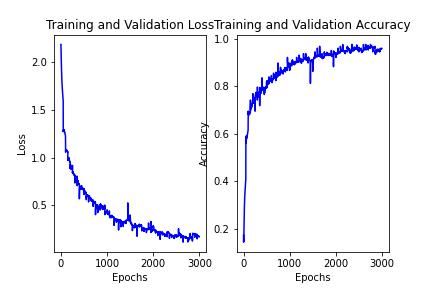 Training and Validation Loss
2.0
1.5
1.0
0.5
Loss
0 1000 2000 3000
Epochs
Training and Validation Accuracy
1.0
0.8
0.6
0.4
0.2
Accuracy
0 1000 2000 3000
Epochs